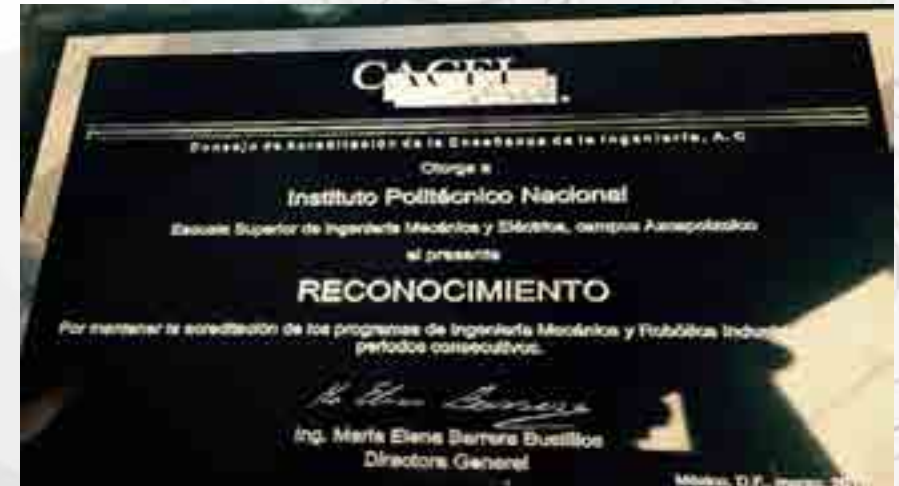 CACEI
Consejo de Acreditación de la Enseñanza de la Ingeniería, A. C
Otorga a
Instituto Politécnico Nacional
Escuela Superior de Ingeniería Mecánica y Eléctrica, campus Azcapotzalco
el presente
RECONOCIMIENTO
Por mantener la acreditación de los programas de Ingeniería Mecánica y Robótica
periodos consecutivos.
Ing. María Elena Barrera Bustillos
Directora General
México, D.F., marzo